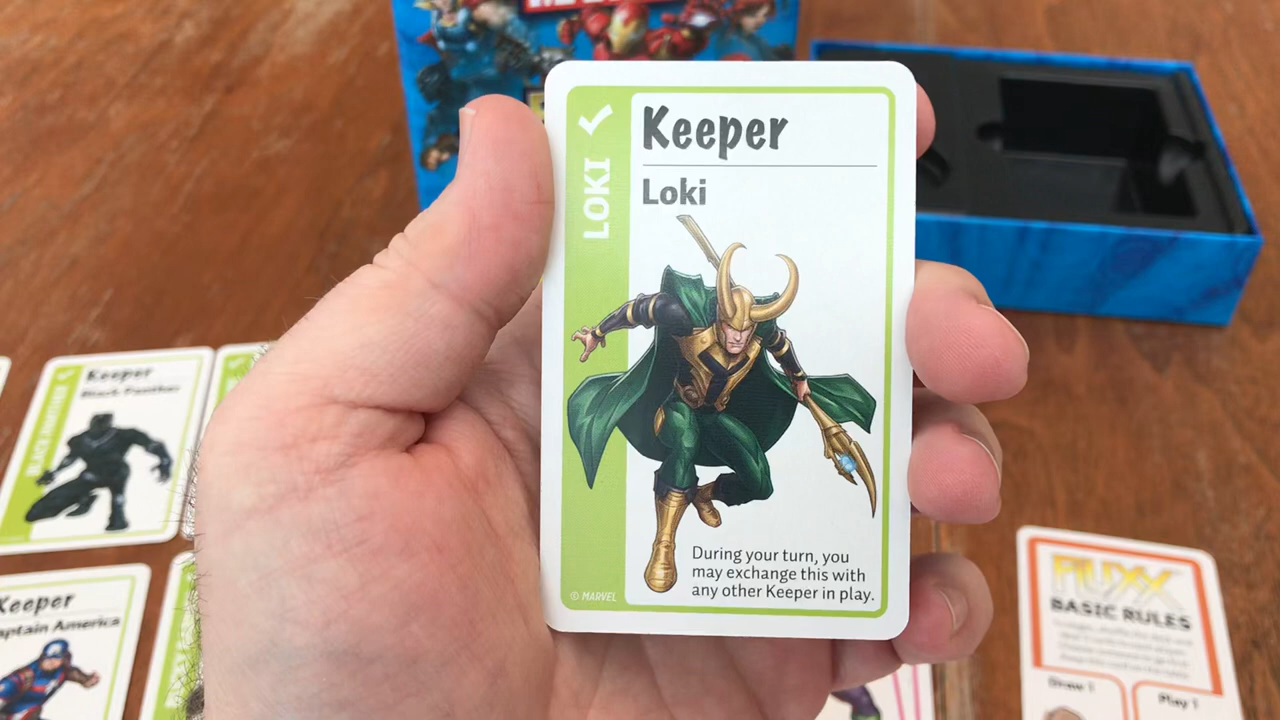 Keeper
Loki
LOKI
During your turn, you
may exchange this with
any other Keeper in play.
© MARVEL
Keeper
Black Panther
BLACK PANTHER
Keeper
Captain America
FLUXX
BASIC RULES
Draw 1
Play 1